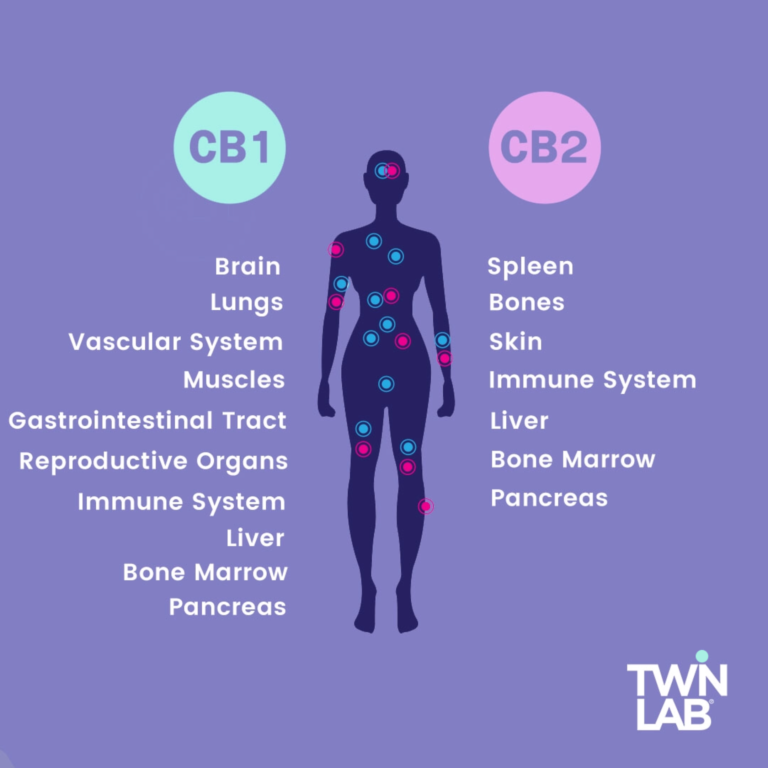 CB1
Brain
Lungs
Vascular System
Muscles
Gastrointestinal Tract
Reproductive Organs
Immune System
Liver
Bone Marrow
Pancreas
CB2
Spleen
Bones
Skin
Immune System
Liver
Bone Marrow
Pancreas
TWIN
LAB®